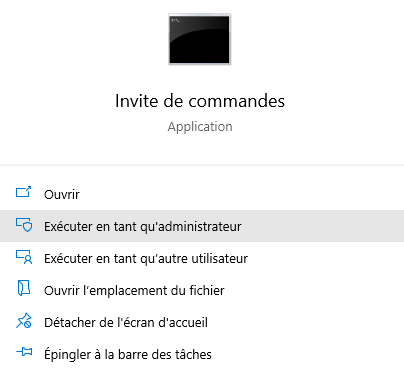 Invite de commandes
Application
Ouvrir
Exécuter en tant qu'administrateur
Exécuter en tant qu'autre utilisateur
Ouvrir l'emplacement du fichier
Détacher de l'écran d'accueil
Épingler à la barre des tâches